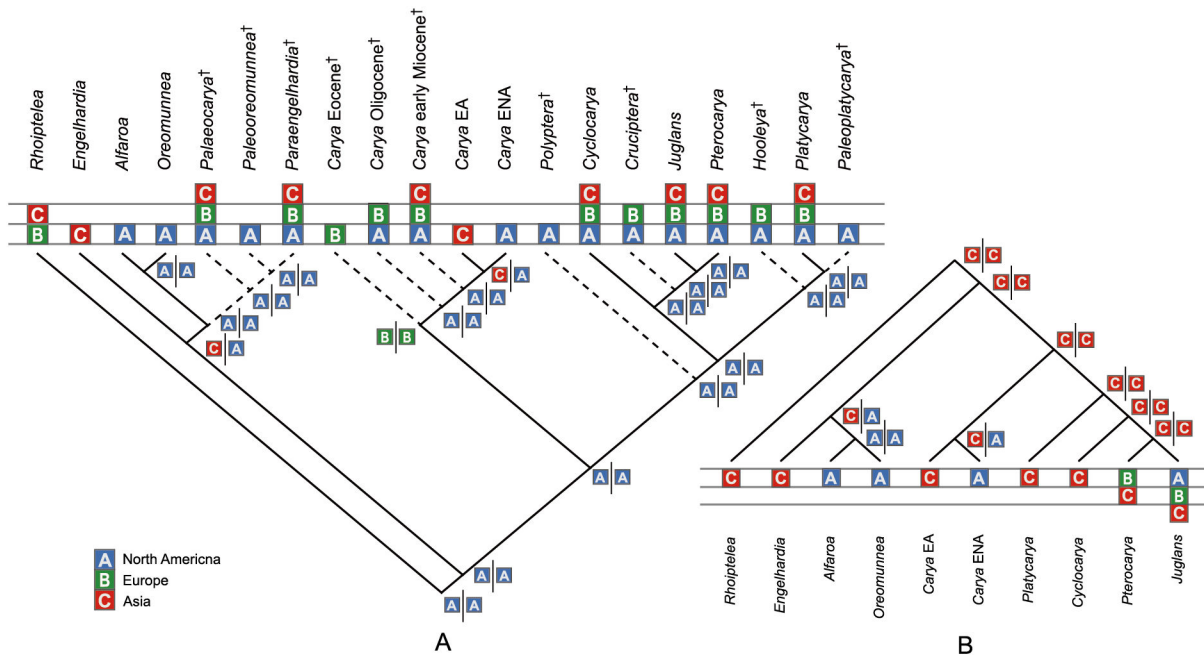 Rhoiptelea
Engelhardia
Alfaroa
Oreomunnea
Palaeocarya†
Paleooreomunnea†
Paraengelhardia†
Carya Eocene†
Carya Oligocene†
Carya early Miocene†
Carya EA
Carya ENA
Polyptera†
Cyclocarya
Cruciptera†
Juglans
Pterocarya
Hooleya†
Platycarya
Paleoplatycarya†
C C C C C C C C
C B B B B B B B B B B B
B C A A A A A B A A C A A A A A A A A A
A A
A A
A A
A A
C A
C A
A A
A A
B B
A A
A A
A A
A A
A A
A A
A A
A A
A A
A A
A A
C C
C C
C C
C C
C C
C C
C A
A A
C A
C C A A C A C C B A
C B
C
Rhoiptelea
Engelhardia
Alfaroa
Oreomunnea
Carya EA
Carya ENA
Platycarya
Cyclocarya
Pterocarya
Juglans
A North Americna
B Europe
C Asia
A
B